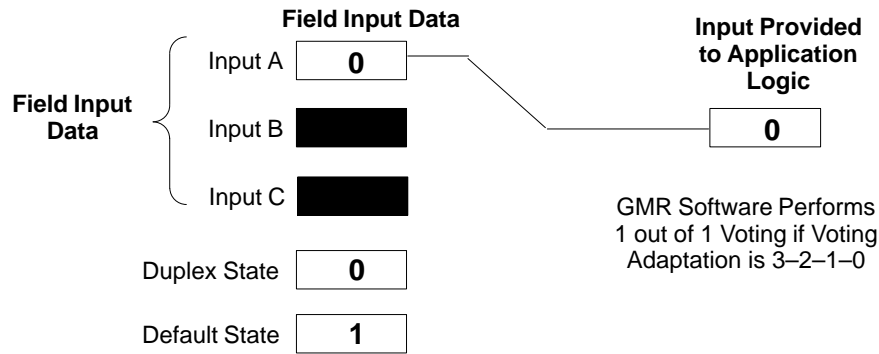 Field Input Data
Input Provided
to Application
Logic
Field Input
Data
Input A
0
Input B
0
Input C
Duplex State
0
Default State
1
GMR Software Performs
1 out of 1 Voting if Voting
Adaptation is 3–2–1–0